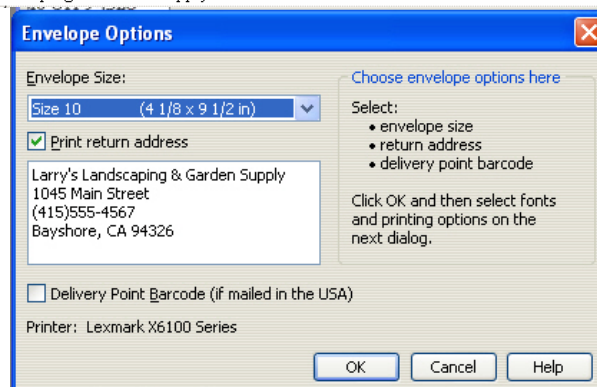 Envelope Options
Envelope Size:
Size 10 (4 1/8 x 9 1/2 in)
Print return address
Larry's Landscaping & Garden Supply
1045 Main Street
(415)555-4567
Bayshore, CA 94326
Choose envelope options here
Select:
• envelope size
• return address
• delivery point barcode
Click OK and then select fonts
and printing options on the
next dialog.
Delivery Point Barcode (if mailed in the USA)
Printer: Lexmark X6100 Series
OK Cancel Help